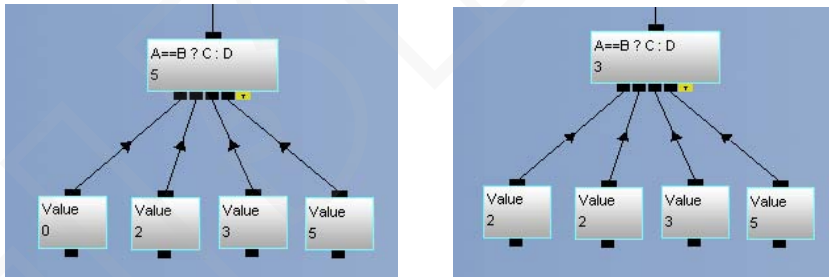 A==B ? C : D
5
Value
0
Value
2
Value
3
Value
5
A==B ? C : D
3
Value
2
Value
2
Value
3
Value
5